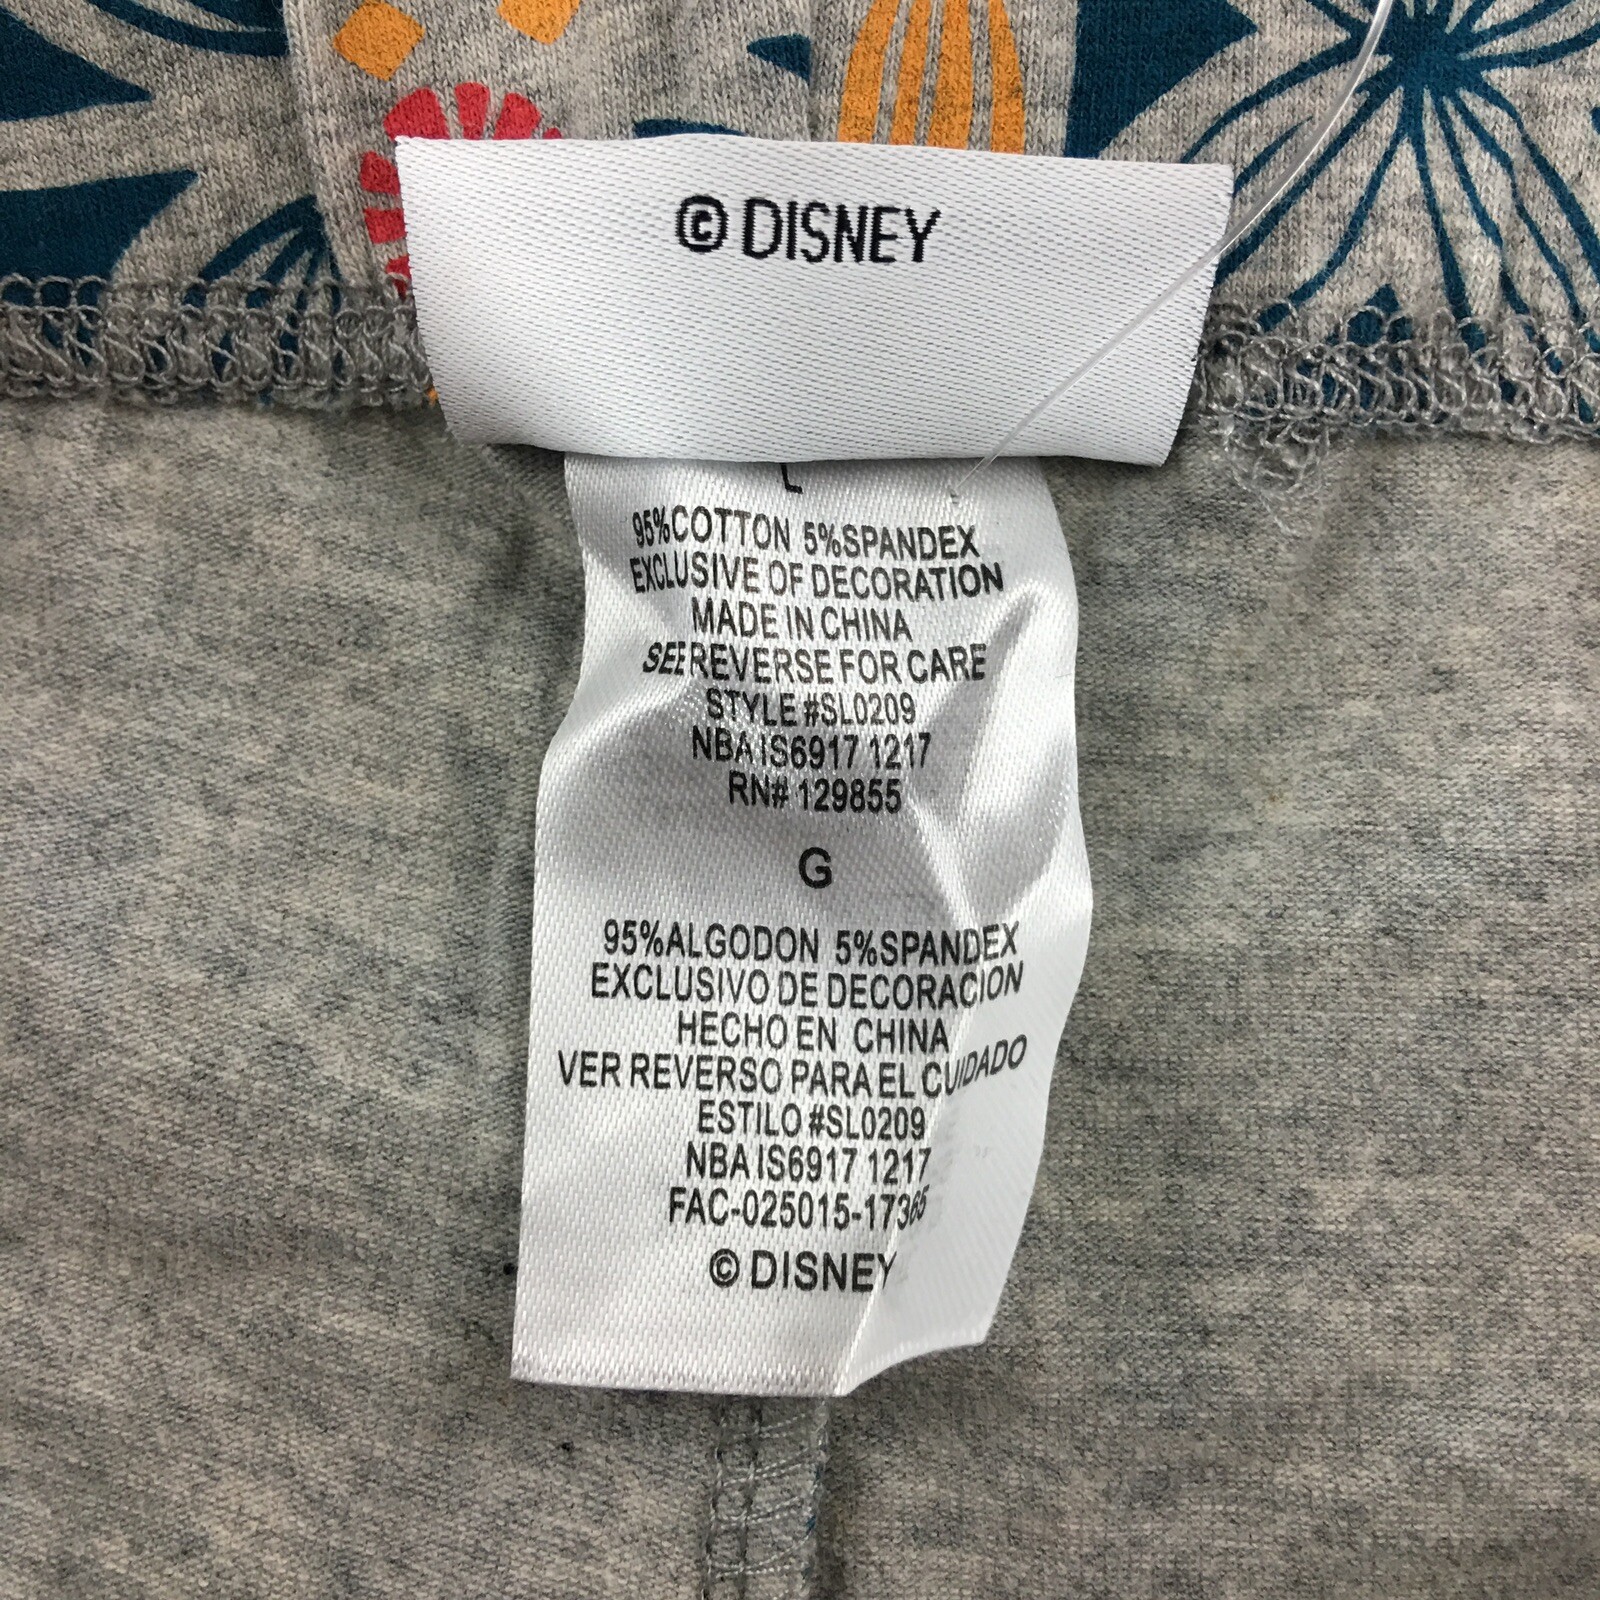 © DISNEY
L
95%COTTON 5%SPANDEX
EXCLUSIVE OF DECORATION
MADE IN CHINA
SEE REVERSE FOR CARE
STYLE #SL0209
NBA IS6917 1217
RN# 129855
G
95%ALGODON 5%SPANDEX
EXCLUSIVO DE DECORACION
HECHO EN CHINA
VER REVERSO PARA EL CUIDADO
ESTILO #SL0209
NBA IS6917 1217
FAC-025015-17365
© DISNEY